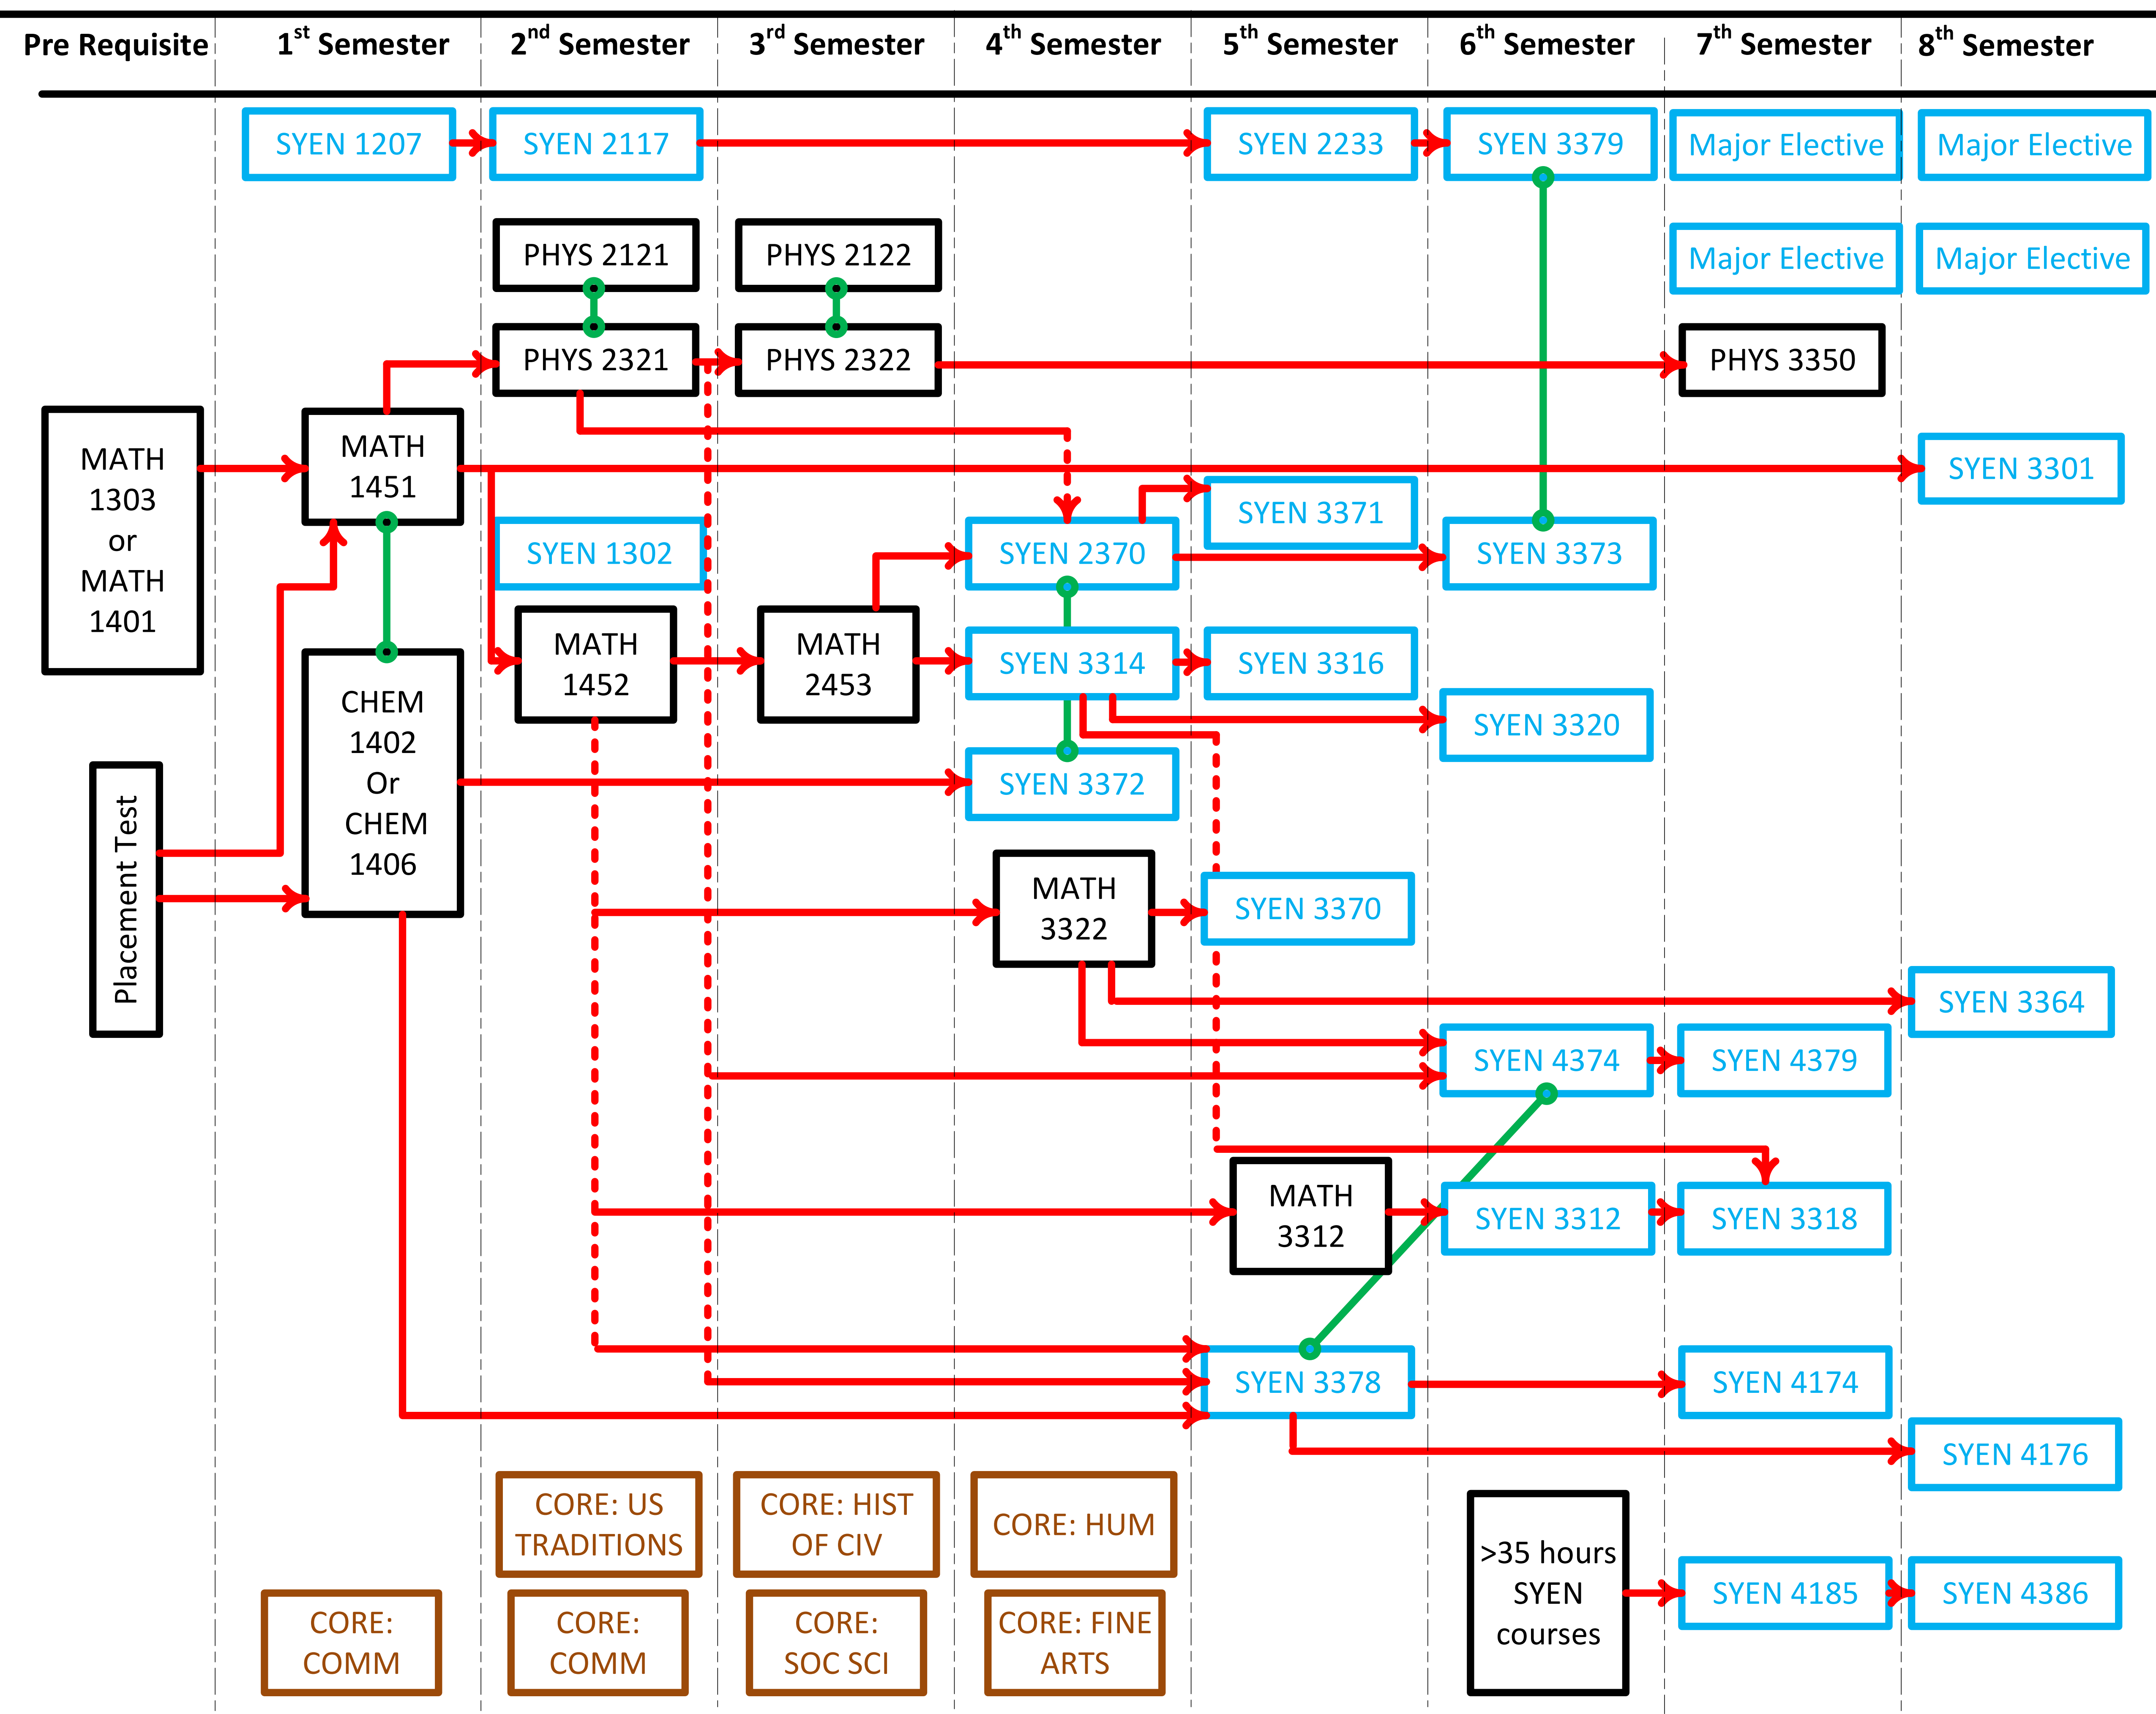 Pre Requisite
1st Semester
2nd Semester
3rd Semester
4th Semester
5th Semester
6th Semester
7th Semester
8th Semester
SYEN 1207
SYEN 2117
SYEN 2233
SYEN 3379
Major Elective
Major Elective
PHYS 2121
PHYS 2122
Major Elective
Major Elective
PHYS 2321
PHYS 2322
PHYS 3350
MATH
1303
or
MATH
1401
MATH
1451
SYEN 3301
SYEN 1302
SYEN 2370
SYEN 3371
SYEN 3373
MATH
1452
MATH
2453
SYEN 3314
SYEN 3316
SYEN 3320
CHEM
1402
Or
CHEM
1406
SYEN 3372
Placement Test
MATH
3322
SYEN 3370
SYEN 3364
SYEN 4374
SYEN 4379
MATH
3312
SYEN 3312
SYEN 3318
SYEN 3378
SYEN 4174
SYEN 4176
CORE: US
TRADITIONS
CORE: HIST
OF CIV
CORE: HUM
>35 hours
SYEN
courses
SYEN 4185
SYEN 4386
CORE:
COMM
CORE:
COMM
CORE:
SOC SCI
CORE: FINE
ARTS